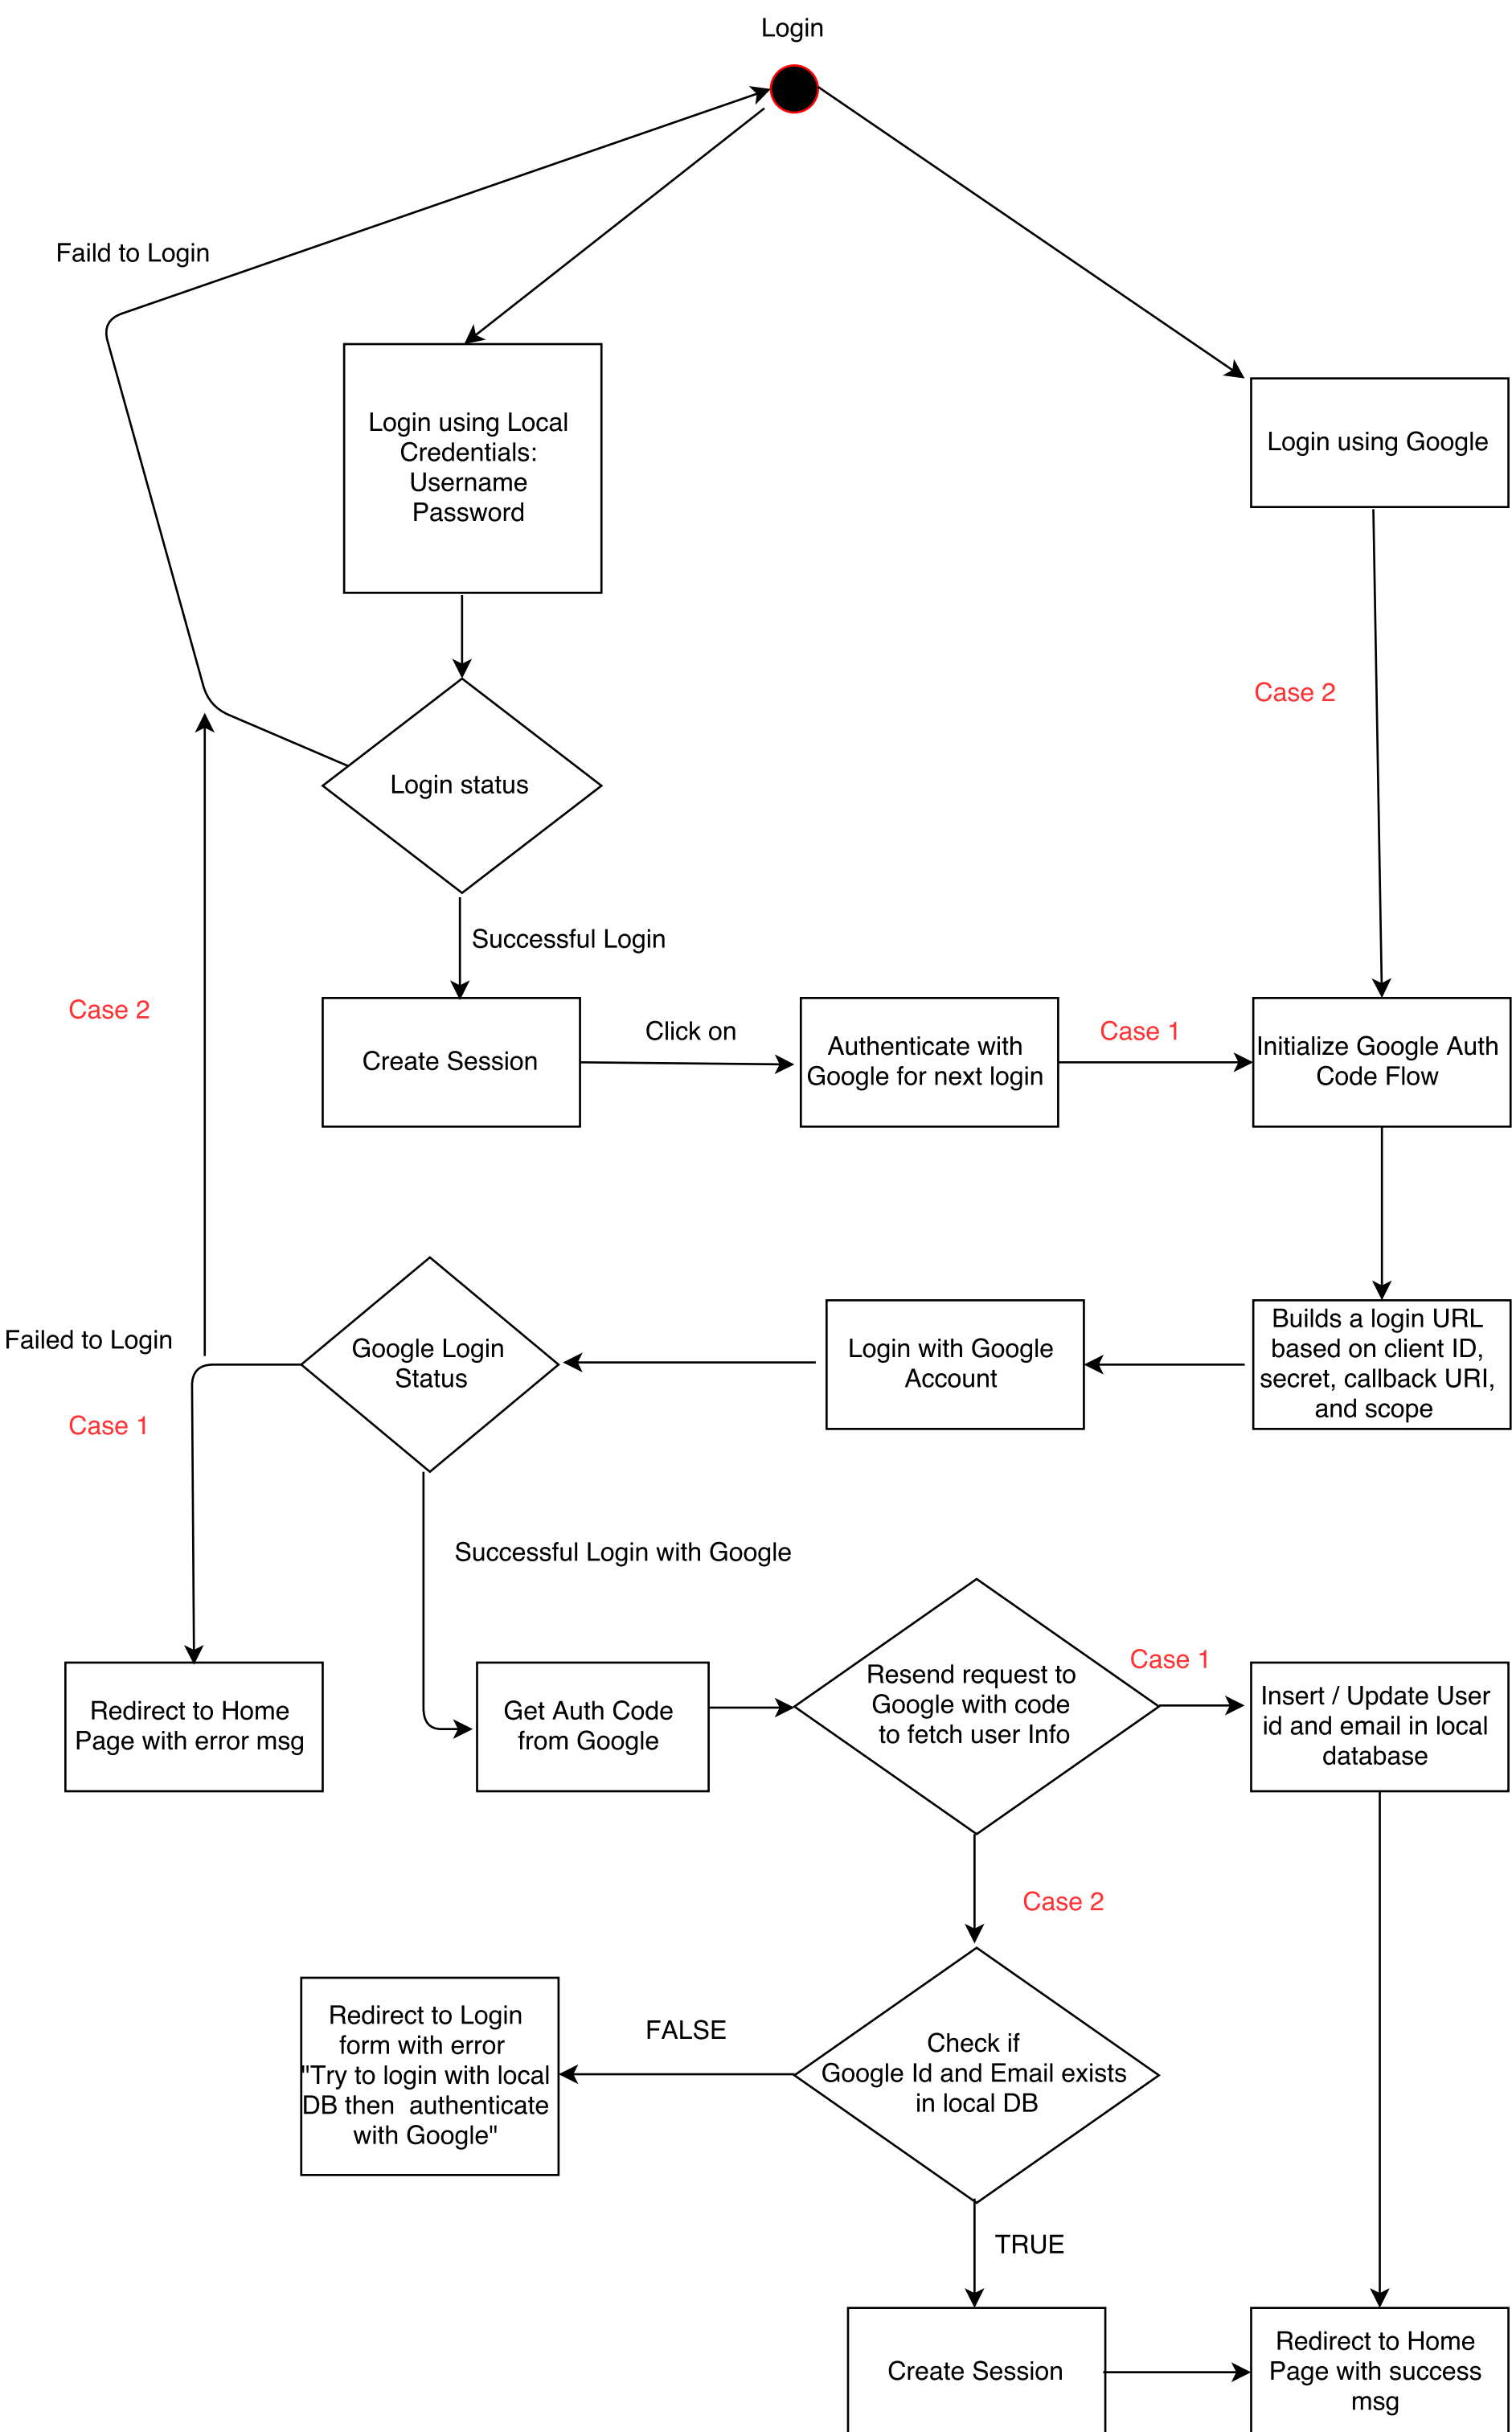 Login
Faild to Login
Login using Local
Credentials:
Username
Password
Login using Google
Case 2
Login status
Successful Login
Case 2
Create Session
Click on
Authenticate with
Google for next login
Case 1
Initialize Google Auth
Code Flow
Failed to Login
Case 1
Google Login
Status
Login with Google
Account
Builds a login URL
based on client ID,
secret, callback URI,
and scope
Successful Login with Google
Redirect to Home
Page with error msg
Get Auth Code
from Google
Resend request to
Google with code
to fetch user Info
Case 1
Insert / Update User
id and email in local
database
Case 2
Redirect to Login
form with error
"Try to login with local
DB then  authenticate
with Google"
FALSE
Check if
Google Id and Email exists
in local DB
TRUE
Create Session
Redirect to Home
Page with success
msg